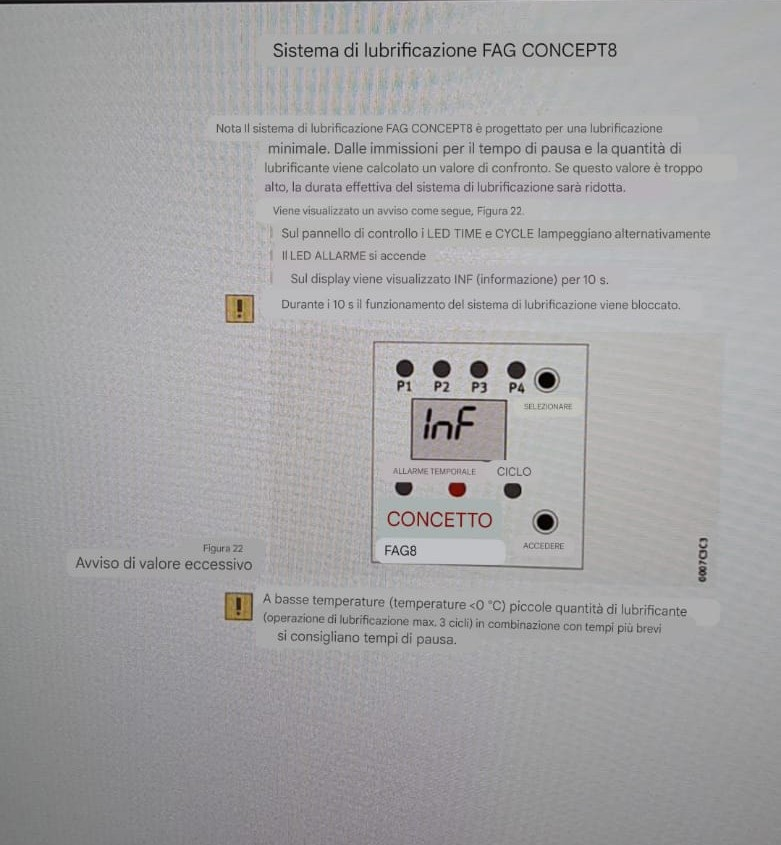 Sistema di lubrificazione FAG CONCEPT8
Nota Il sistema di lubrificazione FAG CONCEPT8 è progettato per una lubrificazione
minimale. Dalle immissioni per il tempo di pausa e la quantità di
lubrificante viene calcolato un valore di confronto. Se questo valore è troppo
alto, la durata effettiva del sistema di lubrificazione sarà ridotta.
Viene visualizzato un avviso come segue, Figura 22.
Sul pannello di controllo i LED TIME e CYCLE lampeggiano alternativamente
Il LED ALLARME si accende
Sul display viene visualizzato INF (informazione) per 10 s.
! Durante i 10 s il funzionamento del sistema di lubrificazione viene bloccato.
P1 P2 P3 P4
SELEZIONARE
InF
ALLARME TEMPORALE CICLO
CONCETTO
FAG8
ACCEDERE
0007C1C3
Figura 22
Avviso di valore eccessivo
! A basse temperature (temperature <0 °C) piccole quantità di lubrificante
(operazione di lubrificazione max. 3 cicli) in combinazione con tempi più brevi
si consigliano tempi di pausa.